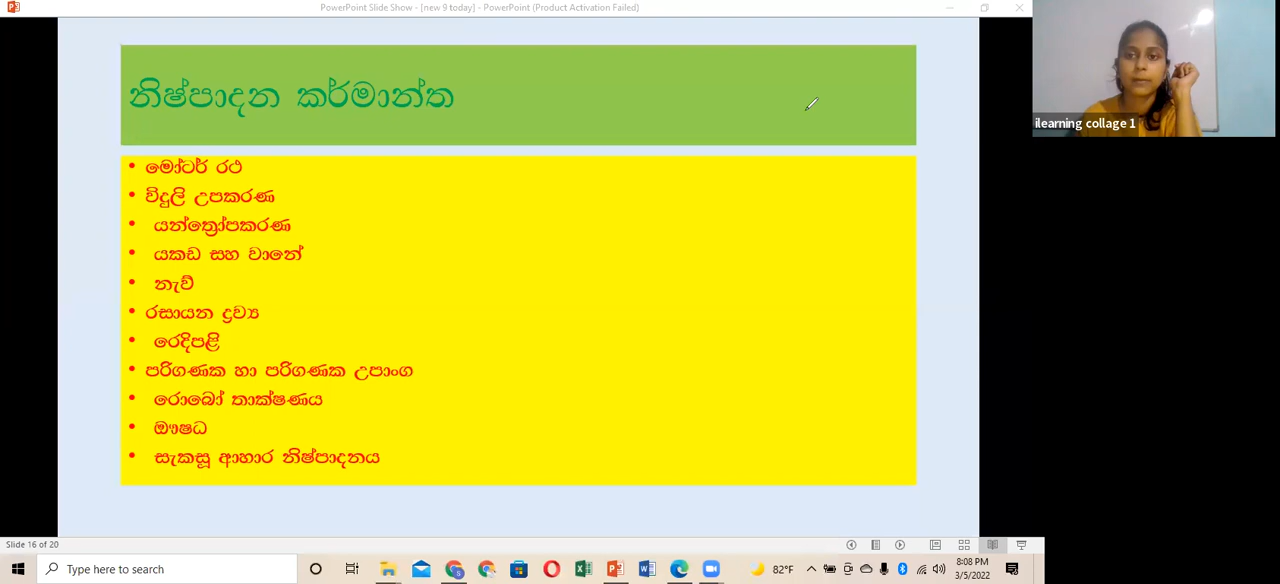 PowerPoint Slide Show - [new 9 today] - PowerPoint (Product Activation Failed)
නිෂ්පාදන කර්මාන්ත
• මෝටර් රථ
• විදුලි උපකරණ
• යන්ත්‍රෝපකරණ
• යකඩ සහ වානේ
• නැව්
• රසායන ද්‍රව්‍ය
• රෙදිපළි
• පරිගණක හා පරිගණක උපාංග
• රොබෝ තාක්ෂණය
• ඖෂධ
• සැකසූ ආහාර නිෂ්පාදනය
ilearning collage 1
Slide 16 of 20
Type here to search
82°F
8:08 PM
3/5/2022